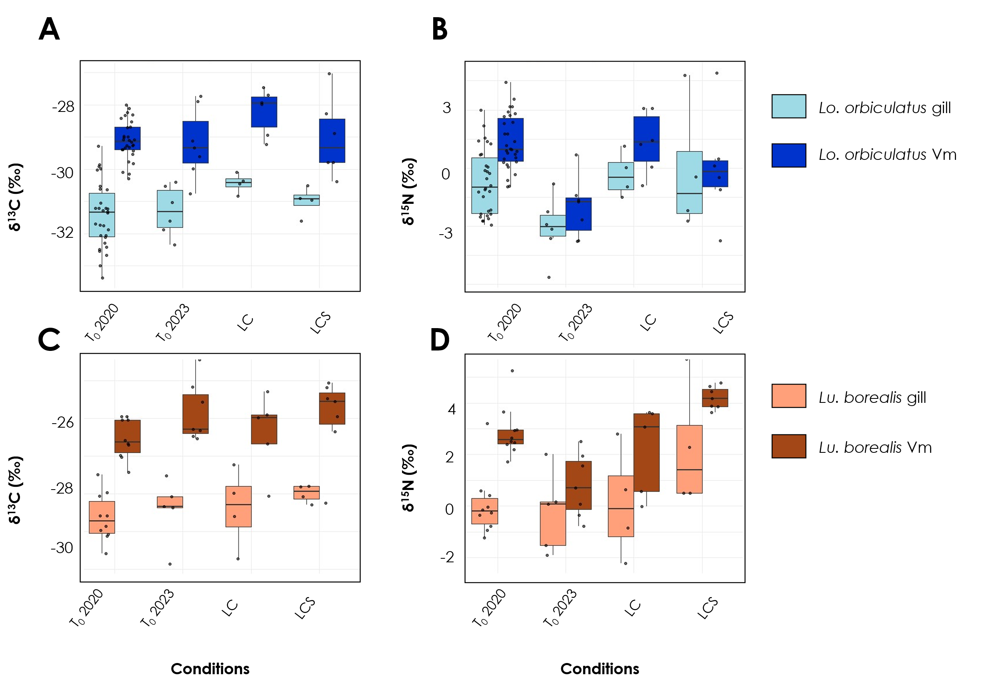 A
B
δ13C (‰)
-28
-30
-32
T0 2020
T0 2023
LC
LCS
δ15N (‰)
3
0
-3
T0 2020
T0 2023
LC
LCS
Lo. orbiculatus gill
Lo. orbiculatus Vm
C
D
δ13C (‰)
-26
-28
-30
T0 2020
T0 2023
LC
LCS
Conditions
δ15N (‰)
4
2
0
-2
T0 2020
T0 2023
LC
LCS
Conditions
Lu. borealis gill
Lu. borealis Vm